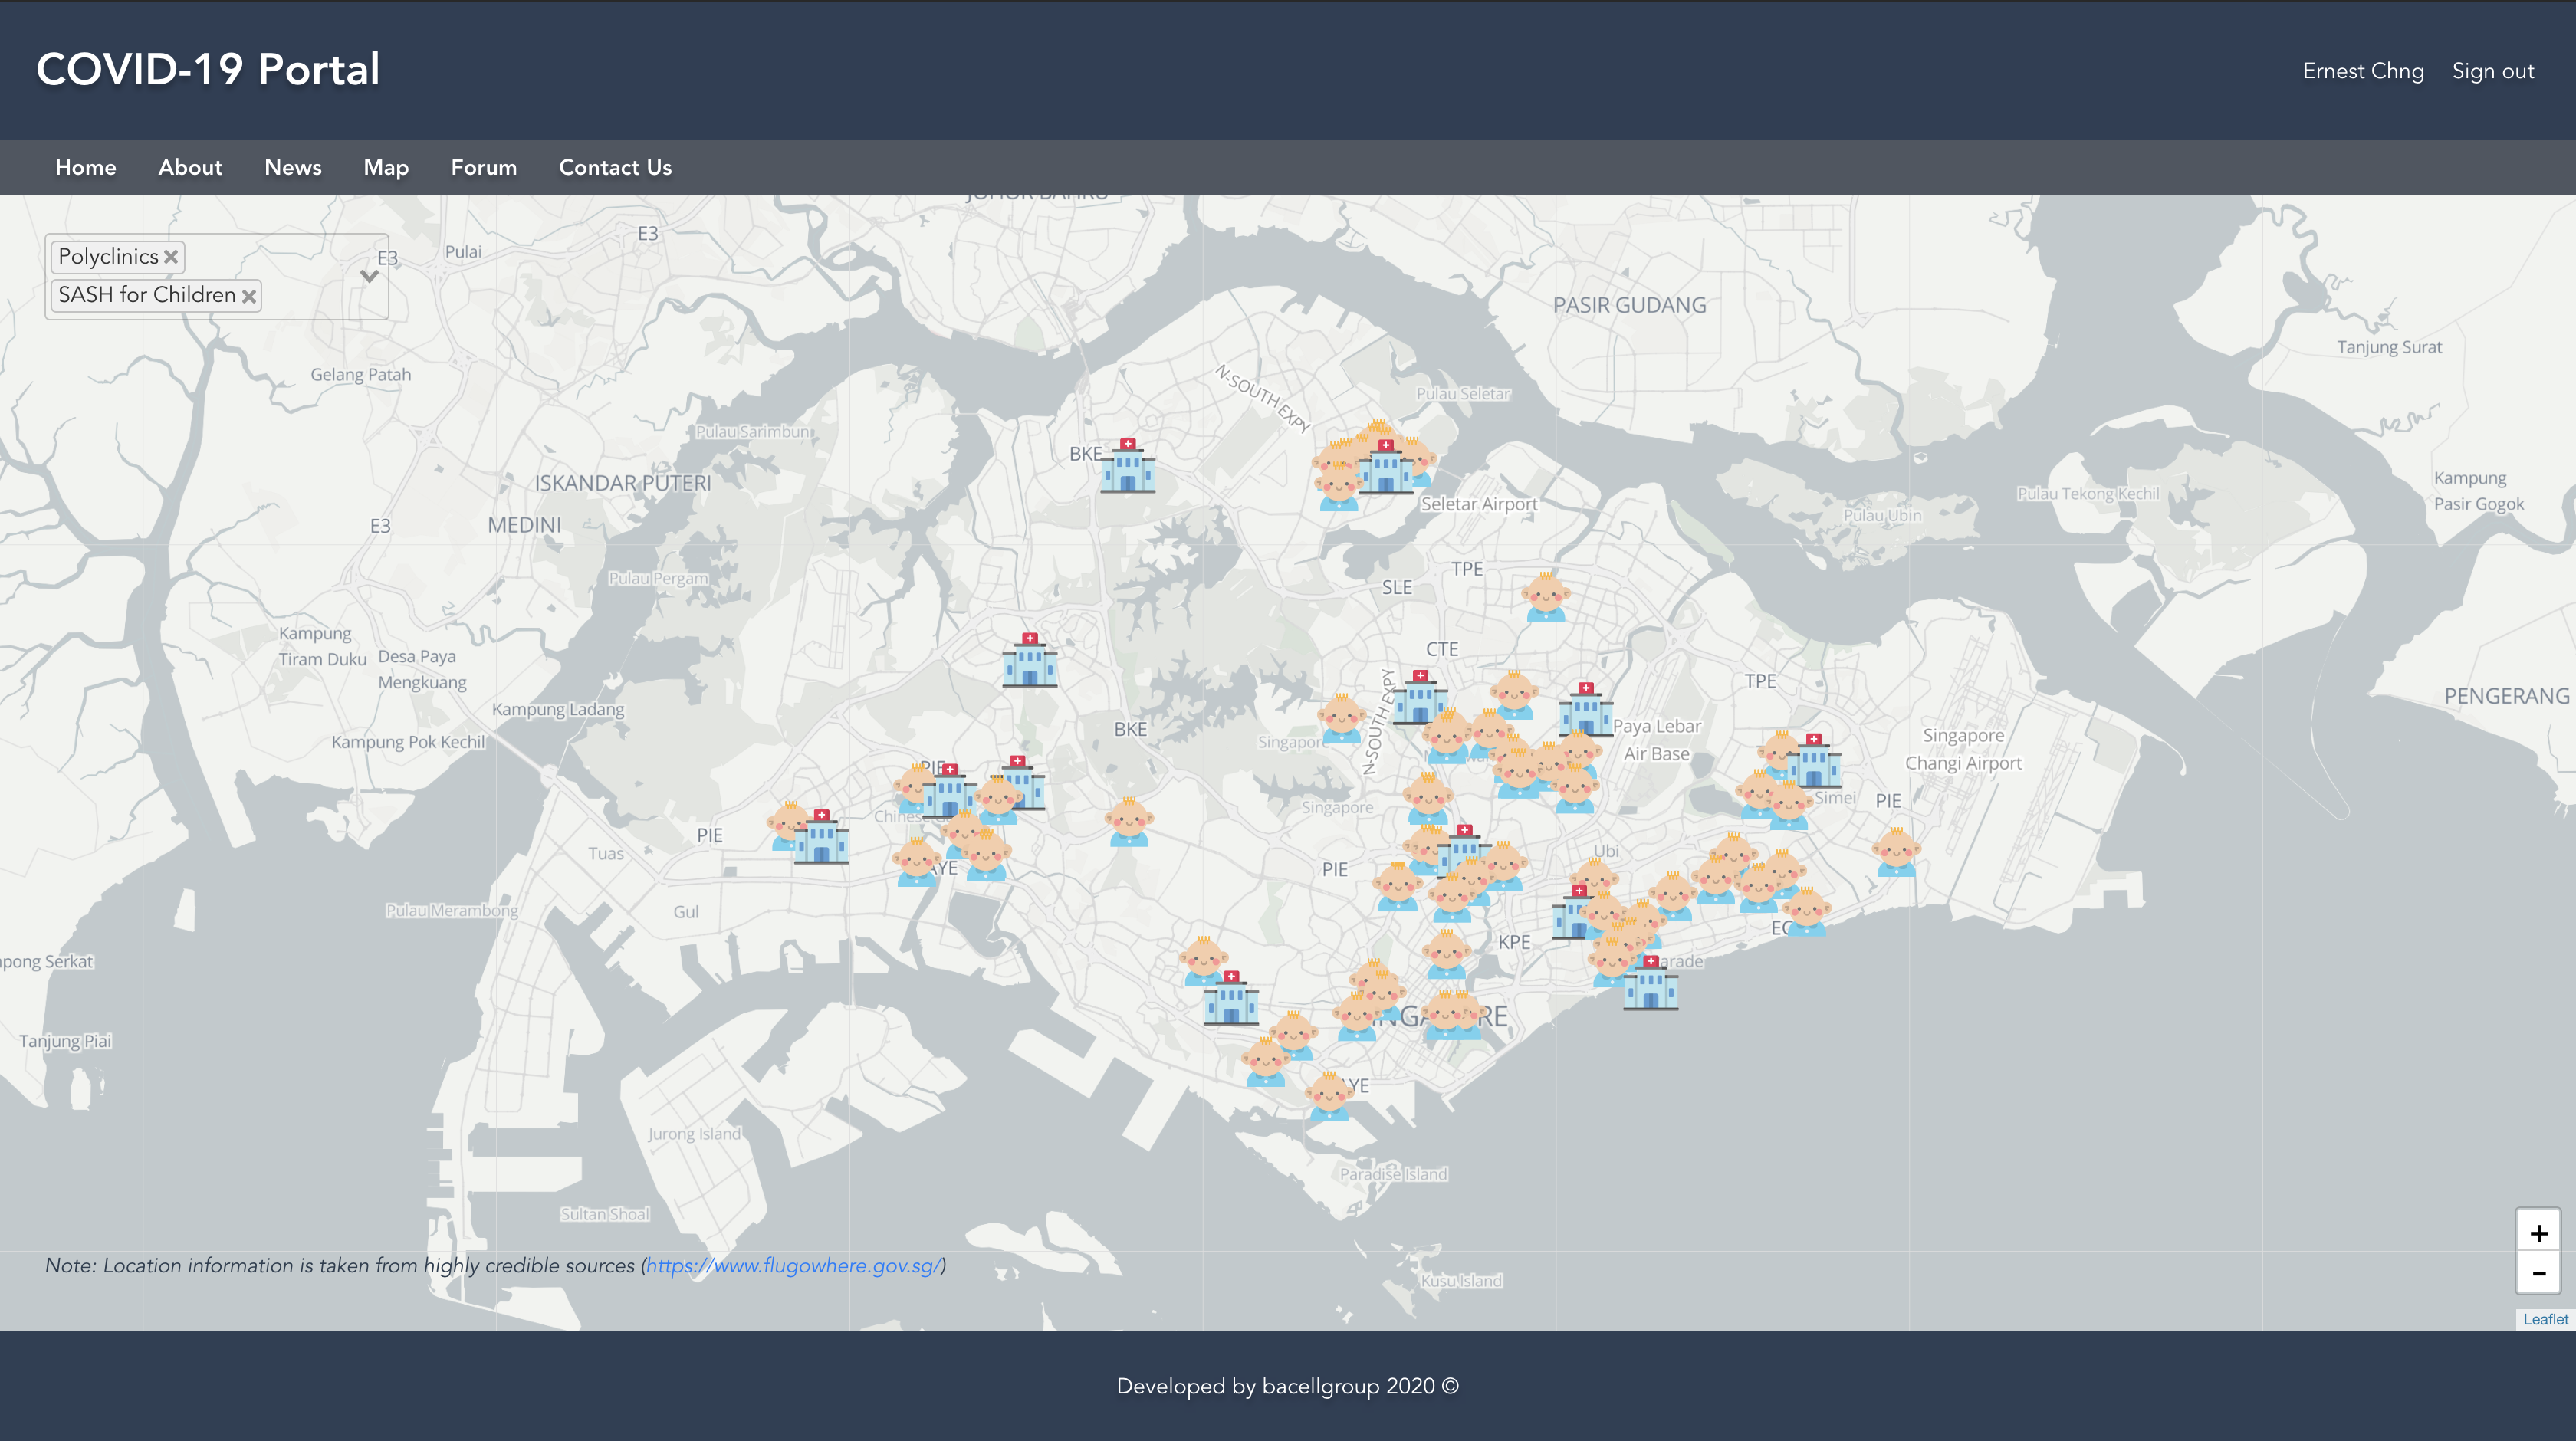 COVID-19 Portal
Ernest Chng Sign out
Home About News Map Forum Contact Us
JOHOR BAHRU
E3
Pulai
E3
Polyclinics
SASH for Children
PASIR GUDANG
Tanjung Surat
Gelang Patah
N-SOUTH EXPY
Pulau Seletar
Pulau Sarimbun
BKE
ISKANDAR PUTERI
Kampung
Pasir Gogok
Pulau Tekong Kechil
Seletar Airport
Pulau Ubin
E3
MEDINI
TPE
Pulau Pergam
SLE
Kampung
Tiram Duku
Desa Paya
Mengkuang
CTE
TPE
PENGERANG
Kampung Ladang
N-SOUTH EXPY
BKE
Paya Lebar
Air Base
Singapore
Changi Airport
Kampung Pok Kechil
Singapore
PIE
Simei
PIE
Singapore
Chinese
PIE
Tuas
Ubi
PIE
AYE
Pulau Merambong
Gul
KPE
arade
pong Serkat
Tanjung Piai
AYE
Jurong Island
Paradise Island
Sultan Shoal
Note: Location information is taken from highly credible sources (https://www.flugowhere.gov.sg/)
Kusu Island
+
−
Leaflet
Developed by bacellgroup 2020 ©